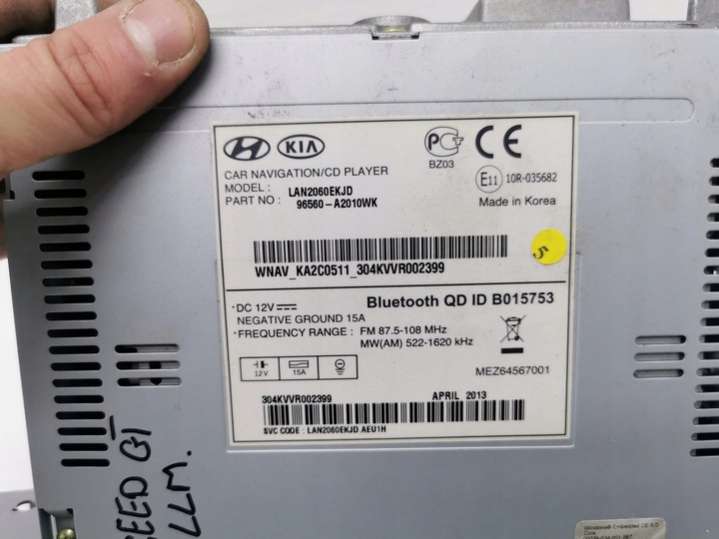 HYUNDAI KIA
CAR NAVIGATION/CD PLAYER
MODEL : LAN2060EKJD
PART NO : 96560-A2010WK
PG
BZ03
CE
E11 10R-035682
Made in Korea
5
WNAV_KA2C0511_304KVVR002399
•DC 12V
NEGATIVE GROUND 15A
Bluetooth QD ID B015753
•FREQUENCY RANGE : FM 87.5-108 MHz
MW(AM) 522-1620 kHz
12V 15A
MEZ64567001
304KVVR002399 APRIL 2013
SVC CODE : LAN2060EKJD AEU1H
LLM.